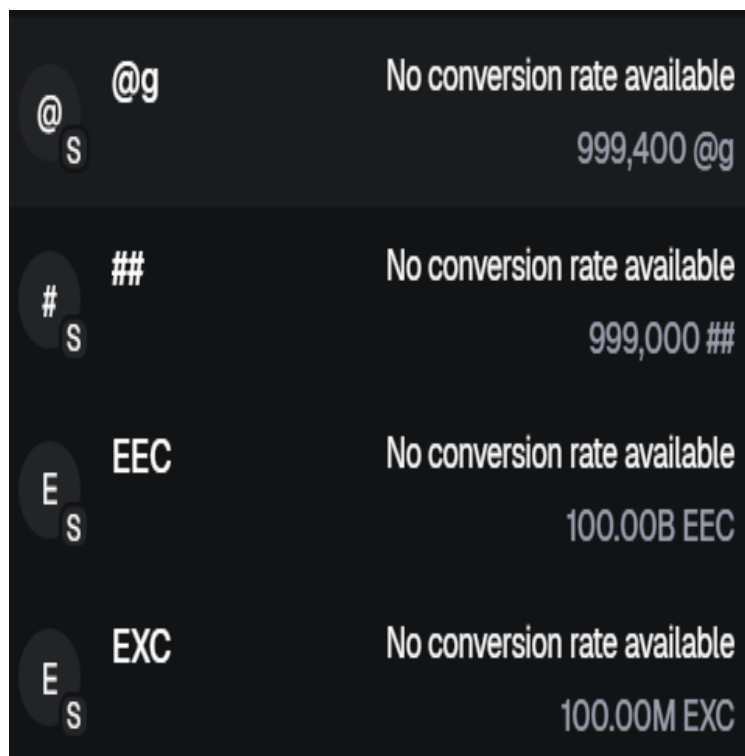 @g
No conversion rate available
@
S
999,400 @g
##
No conversion rate available
#
S
999,000 ##
EEC
No conversion rate available
E
S
100.00B EEC
EXC
No conversion rate available
E
S
100.00M EXC